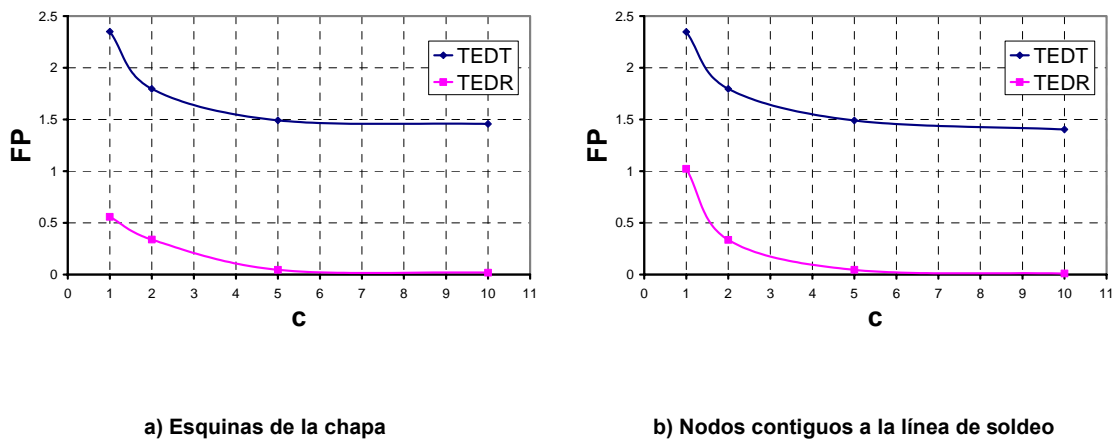 2.5
2
1.5
1
0.5
0
FP
0 1 2 3 4 5 6 7 8 9 10 11
c
TEDT
TEDR
a) Esquinas de la chapa
2.5
2
1.5
1
0.5
0
FP
0 1 2 3 4 5 6 7 8 9 10 11
c
TEDT
TEDR
b) Nodos contiguos a la línea de soldeo